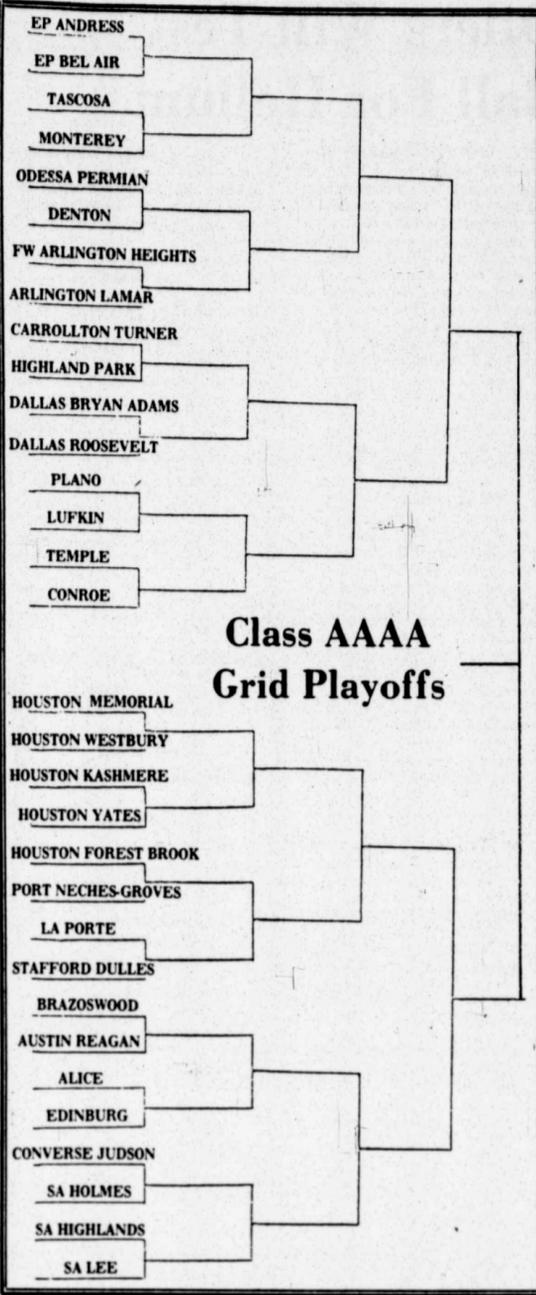 EP ANDRESS
EP BEL AIR
TASCOSA
MONTEREY
ODESSA PERMIAN
DENTON
FW ARLINGTON HEIGHTS
ARLINGTON LAMAR
CARROLLTON TURNER
HIGHLAND PARK
DALLAS BRYAN ADAMS
DALLAS ROOSEVELT
PLANO
LUFKIN
TEMPLE
CONROE
Class AAAA
Grid Playoffs
HOUSTON MEMORIAL
HOUSTON WESTBURY
HOUSTON KASHMERE
HOUSTON YATES
HOUSTON FOREST BROOK
PORT NECHES-GROVES
LA PORTE
STAFFORD DULLES
BRAZOSWOOD
AUSTIN REAGAN
ALICE
EDINBURG
CONVERSE JUDSON
SA HOLMES
SA HIGHLANDS
SA LEE